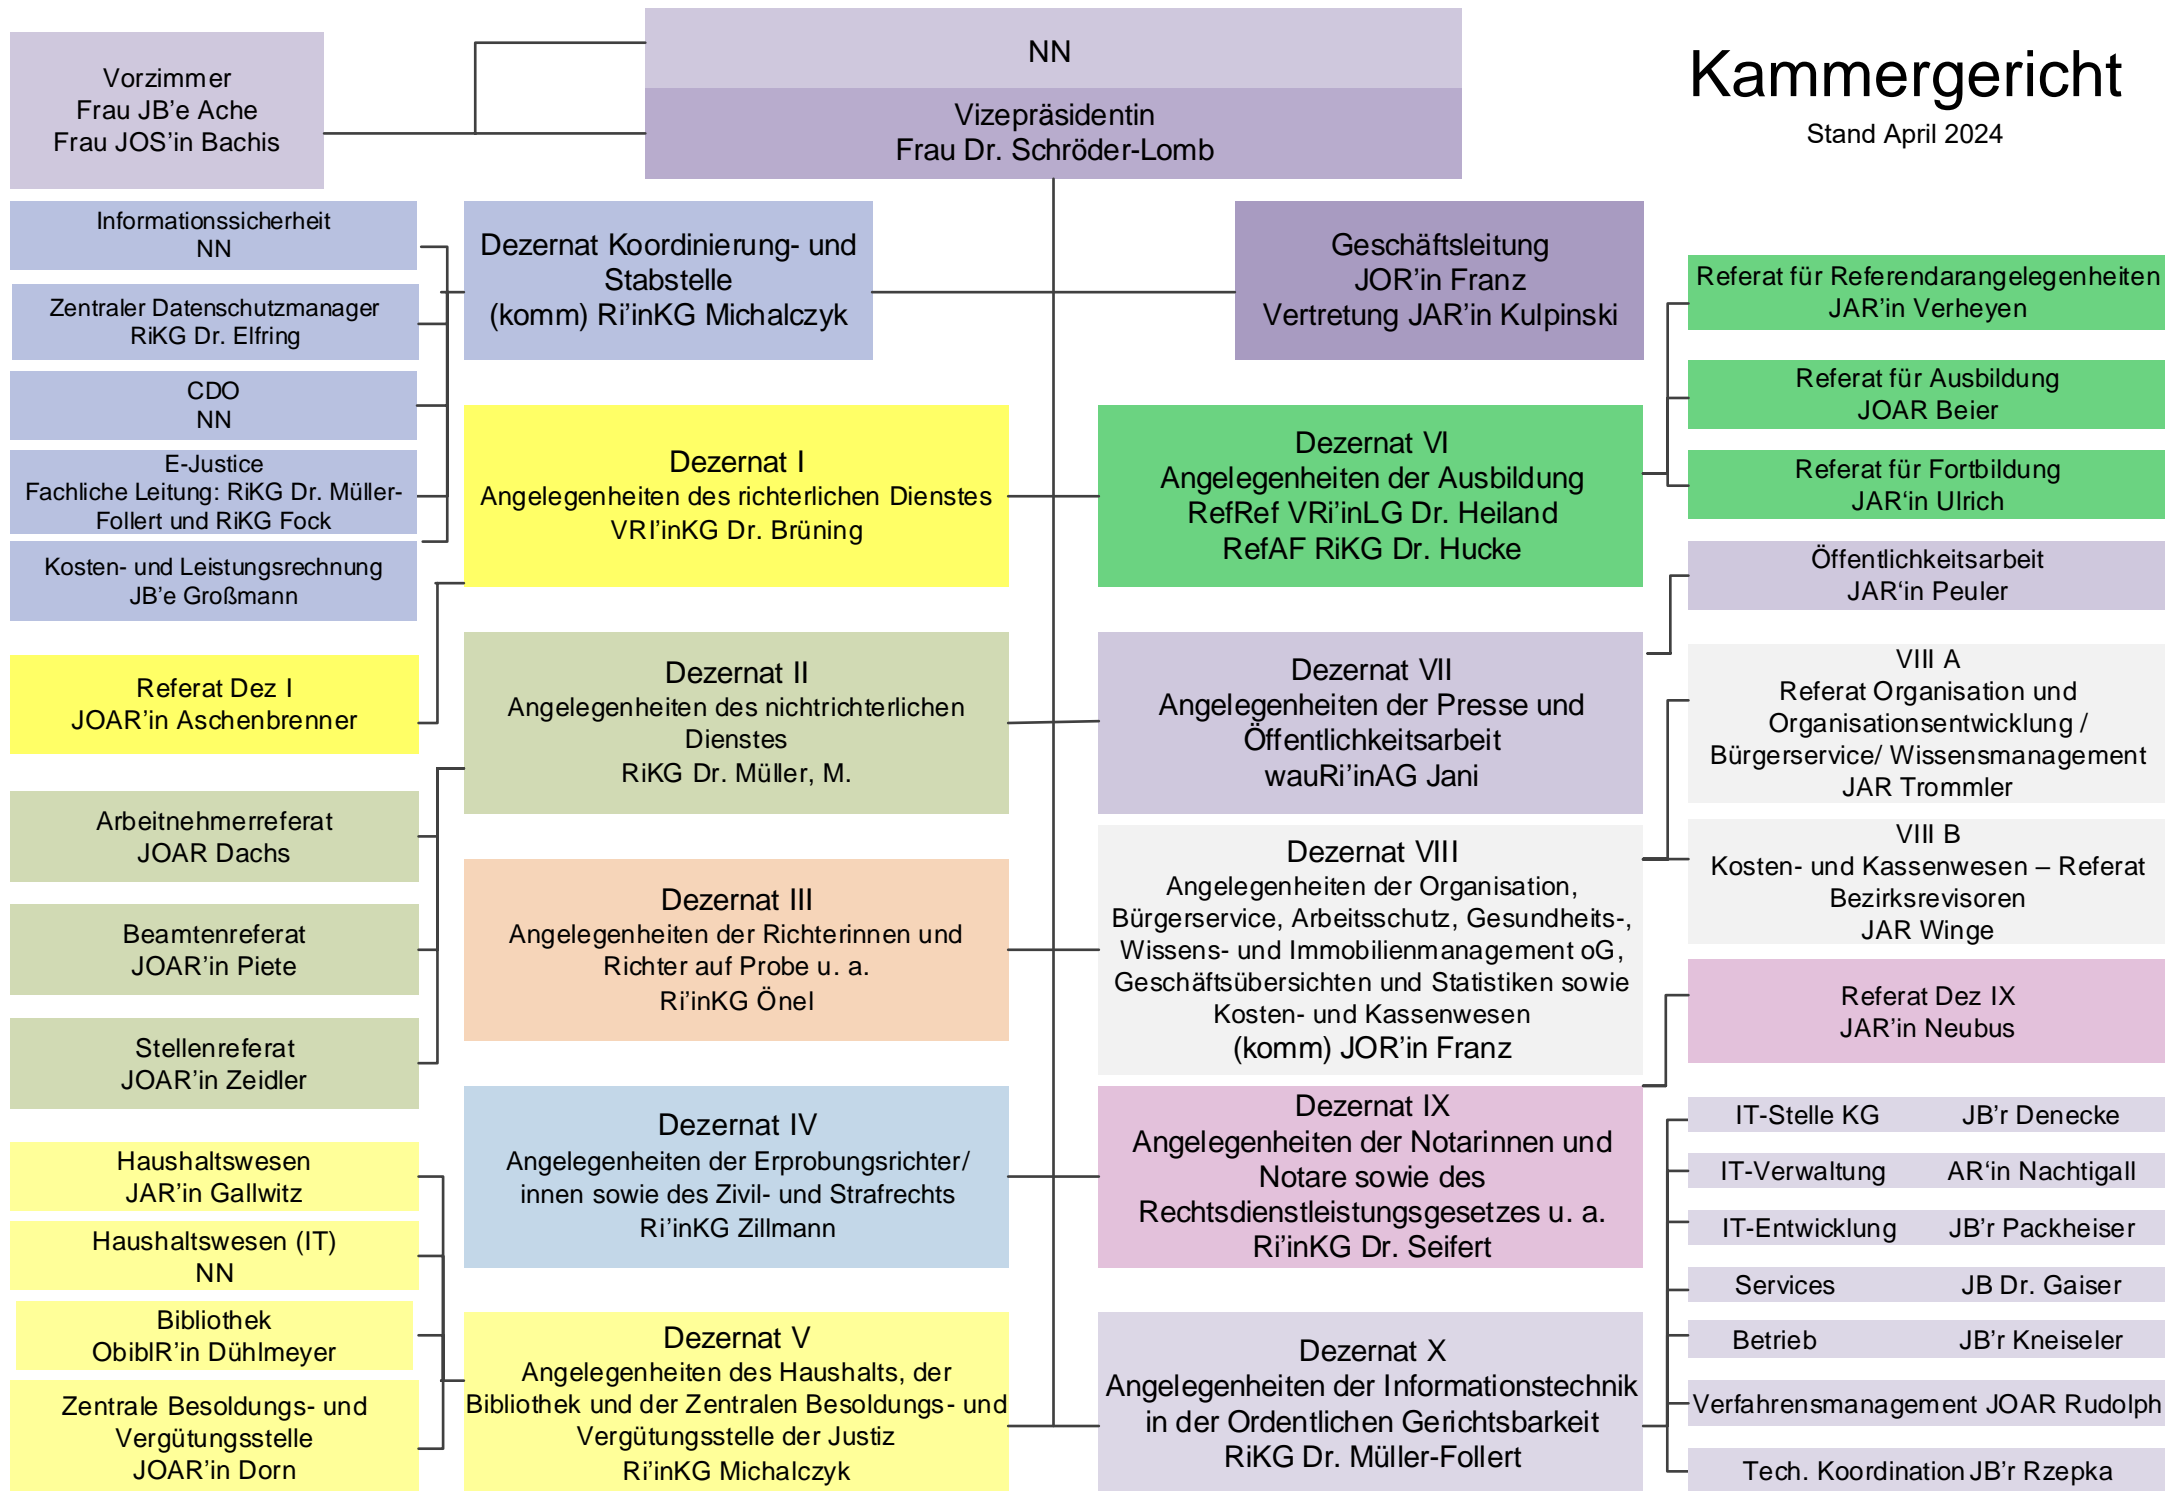 Kammergericht
Stand April 2024
NN
Vizepräsidentin
Frau Dr. Schröder-Lomb
Vorzimmer
Frau JB’e Ache
Frau JOS’in Bachis
Informationssicherheit
NN
Zentraler Datenschutzmanager
RiKG Dr. Elfring
CDO
NN
E-Justice
Fachliche Leitung: RiKG Dr. Müller-
Follert und RiKG Fock
Kosten- und Leistungsrechnung
JB’e Großmann
Referat Dez I
JOAR’in Aschenbrenner
Arbeitnehmerreferat
JOAR Dachs
Beamtenreferat
JOAR’in Piete
Stellenreferat
JOAR’in Zeidler
Haushaltswesen
JAR’in Gallwitz
Haushaltswesen (IT)
NN
Bibliothek
ObiblR’in Dühlmeyer
Zentrale Besoldungs- und
Vergütungsstelle
JOAR’in Dorn
Dezernat Koordinierung- und
Stabstelle
(komm) Ri’inKG Michalczyk
Dezernat I
Angelegenheiten des richterlichen Dienstes
VRI’inKG Dr. Brüning
Dezernat II
Angelegenheiten des nichtrichterlichen
Dienstes
RiKG Dr. Müller, M.
Dezernat III
Angelegenheiten der Richterinnen und
Richter auf Probe u. a.
Ri’inKG Önel
Dezernat IV
Angelegenheiten der Erprobungsrichter/
innen sowie des Zivil- und Strafrechts
Ri’inKG Zillmann
Dezernat V
Angelegenheiten des Haushalts, der
Bibliothek und der Zentralen Besoldungs- und
Vergütungsstelle der Justiz
Ri’inKG Michalczyk
Geschäftsleitung
JOR’in Franz
Vertretung JAR’in Kulpinski
Dezernat VI
Angelegenheiten der Ausbildung
RefRef VRi’inLG Dr. Heiland
RefAF RiKG Dr. Hucke
Dezernat VII
Angelegenheiten der Presse und
Öffentlichkeitsarbeit
wauRi’inAG Jani
Dezernat VIII
Angelegenheiten der Organisation,
Bürgerservice, Arbeitsschutz, Gesundheits-,
Wissens- und Immobilienmanagement oG,
Geschäftsübersichten und Statistiken sowie
Kosten- und Kassenwesen
(komm) JOR’in Franz
Dezernat IX
Angelegenheiten der Notarinnen und
Notare sowie des
Rechtsdienstleistungsgesetzes u. a.
Ri’inKG Dr. Seifert
Dezernat X
Angelegenheiten der Informationstechnik
in der Ordentlichen Gerichtsbarkeit
RiKG Dr. Müller-Follert
Referat für Referendarangelegenheiten
JAR’in Verheyen
Referat für Ausbildung
JOAR Beier
Referat für Fortbildung
JAR‘in Ulrich
Öffentlichkeitsarbeit
JAR‘in Peuler
VIII A
Referat Organisation und
Organisationsentwicklung /
Bürgerservice/ Wissensmanagement
JAR Trommler
VIII B
Kosten- und Kassenwesen – Referat
Bezirksrevisoren
JAR Winge
Referat Dez IX
JAR’in Neubus
IT-Stelle KG JB’r Denecke
IT-Verwaltung AR‘in Nachtigall
IT-Entwicklung JB’r Packheiser
Services JB Dr. Gaiser
Betrieb JB’r Kneiseler
Verfahrensmanagement JOAR Rudolph
Tech. Koordination JB’r Rzepka